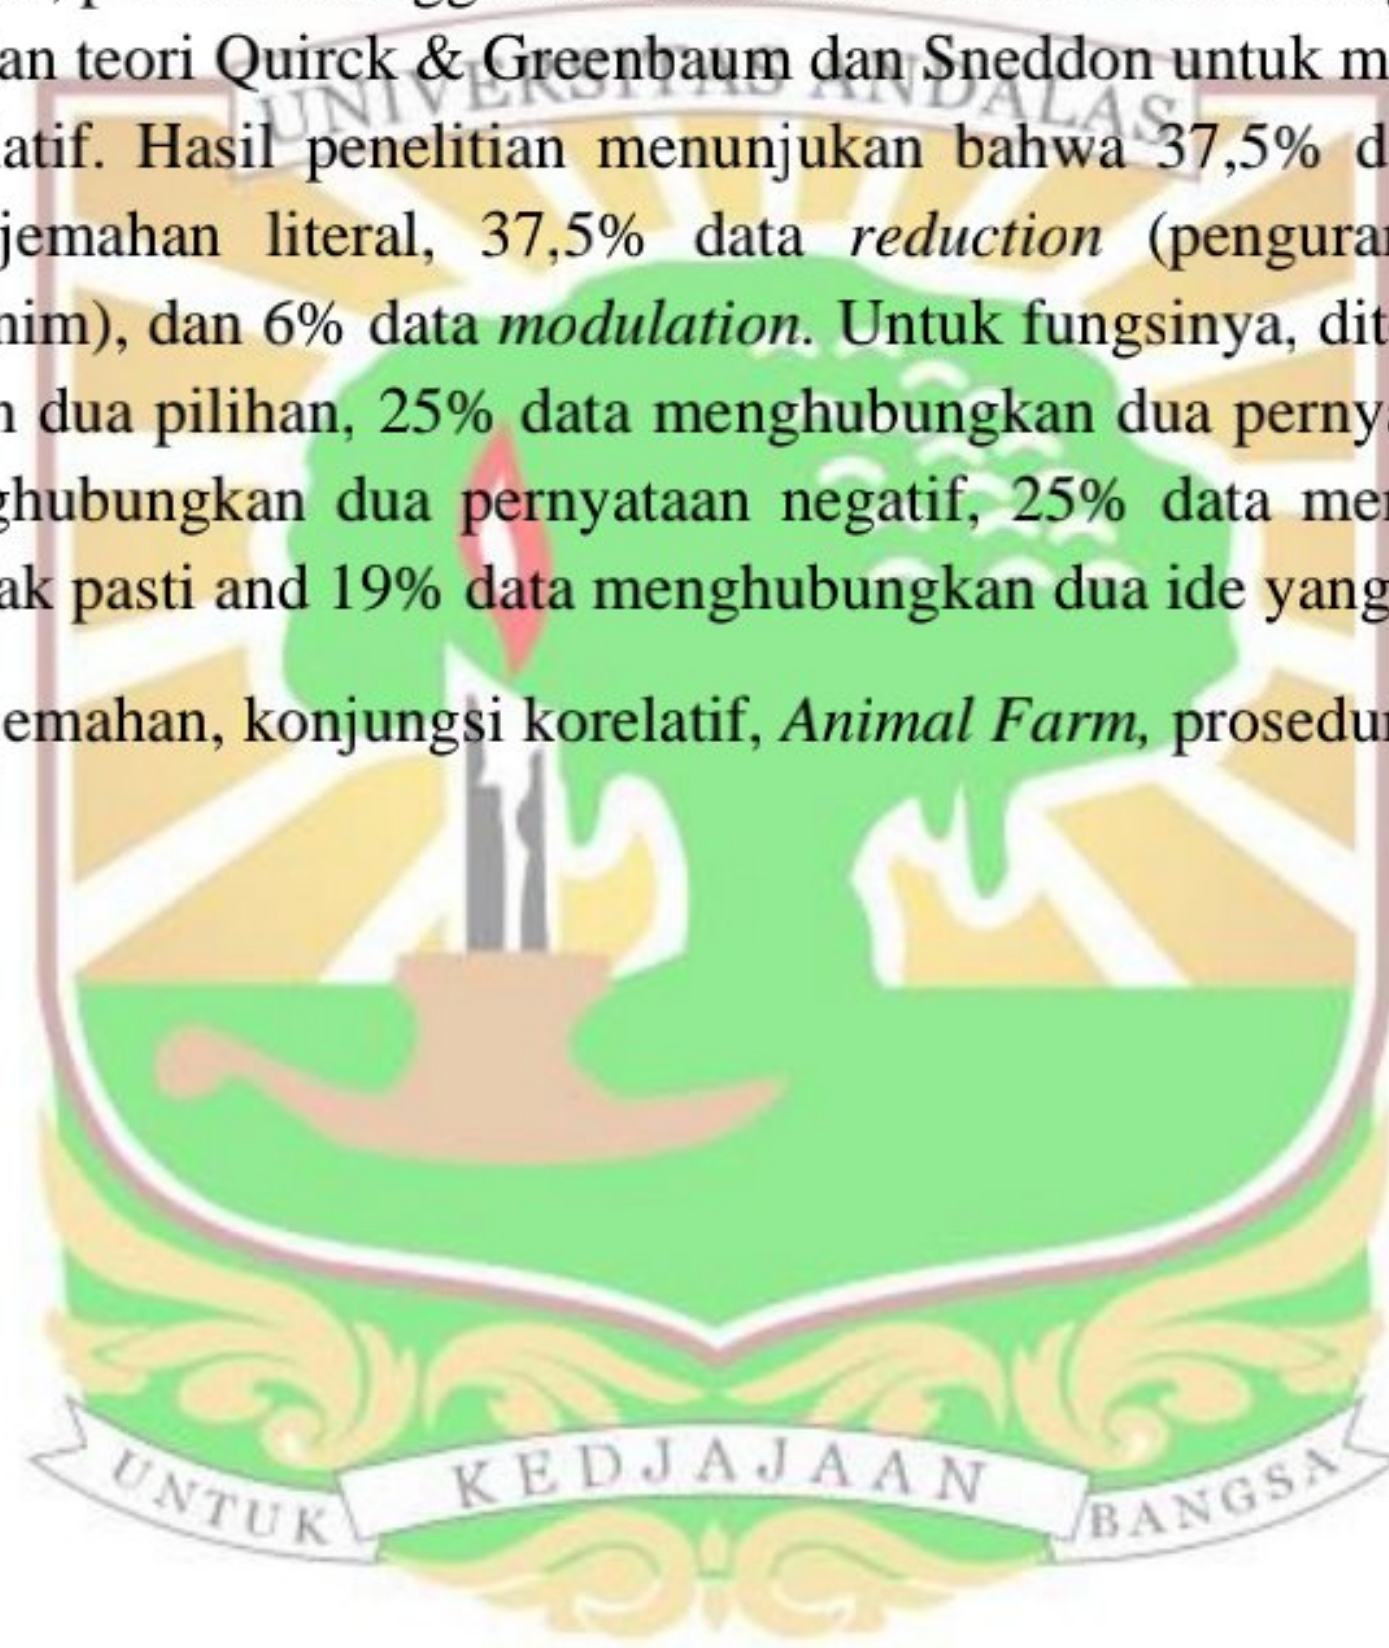 an teori Quirck & Greenbaum dan Sneddon untuk m
UNIVERSITAS ANDALAS
atif. Hasil penelitian menunjukan bahwa 37,5% d
jemahan literal, 37,5% data reduction (pengura
nim), dan 6% data modulation. Untuk fungsinya, dit
n dua pilihan, 25% data menghubungkan dua perny
ghubungkan dua pernyataan negatif, 25% data me
ak pasti and 19% data menghubungkan dua ide yang
emahan, konjungsi korelatif, Animal Farm, prosedu
UNTUK KEDJAJAAN BANGSA